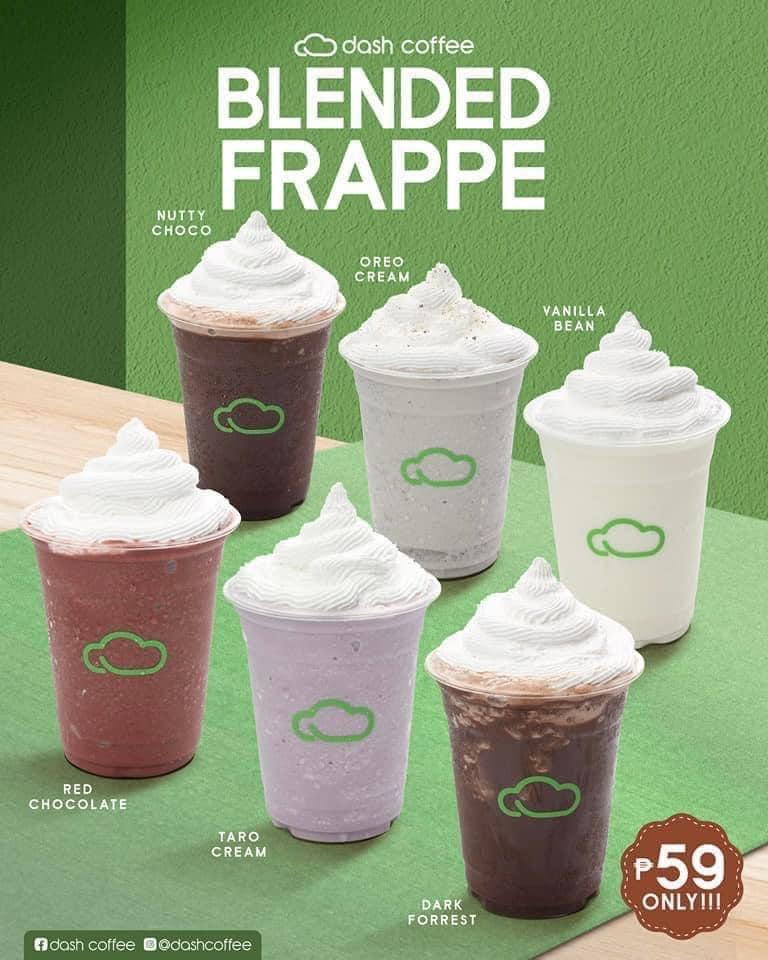 dash coffee
BLENDED
FRAPPE
NUTTY
CHOCO
OREO
CREAM
VANILLA
BEAN
RED
CHOCOLATE
TARO
CREAM
DARK
FORREST
₱59
ONLY!!!
dash coffee @dashcoffee